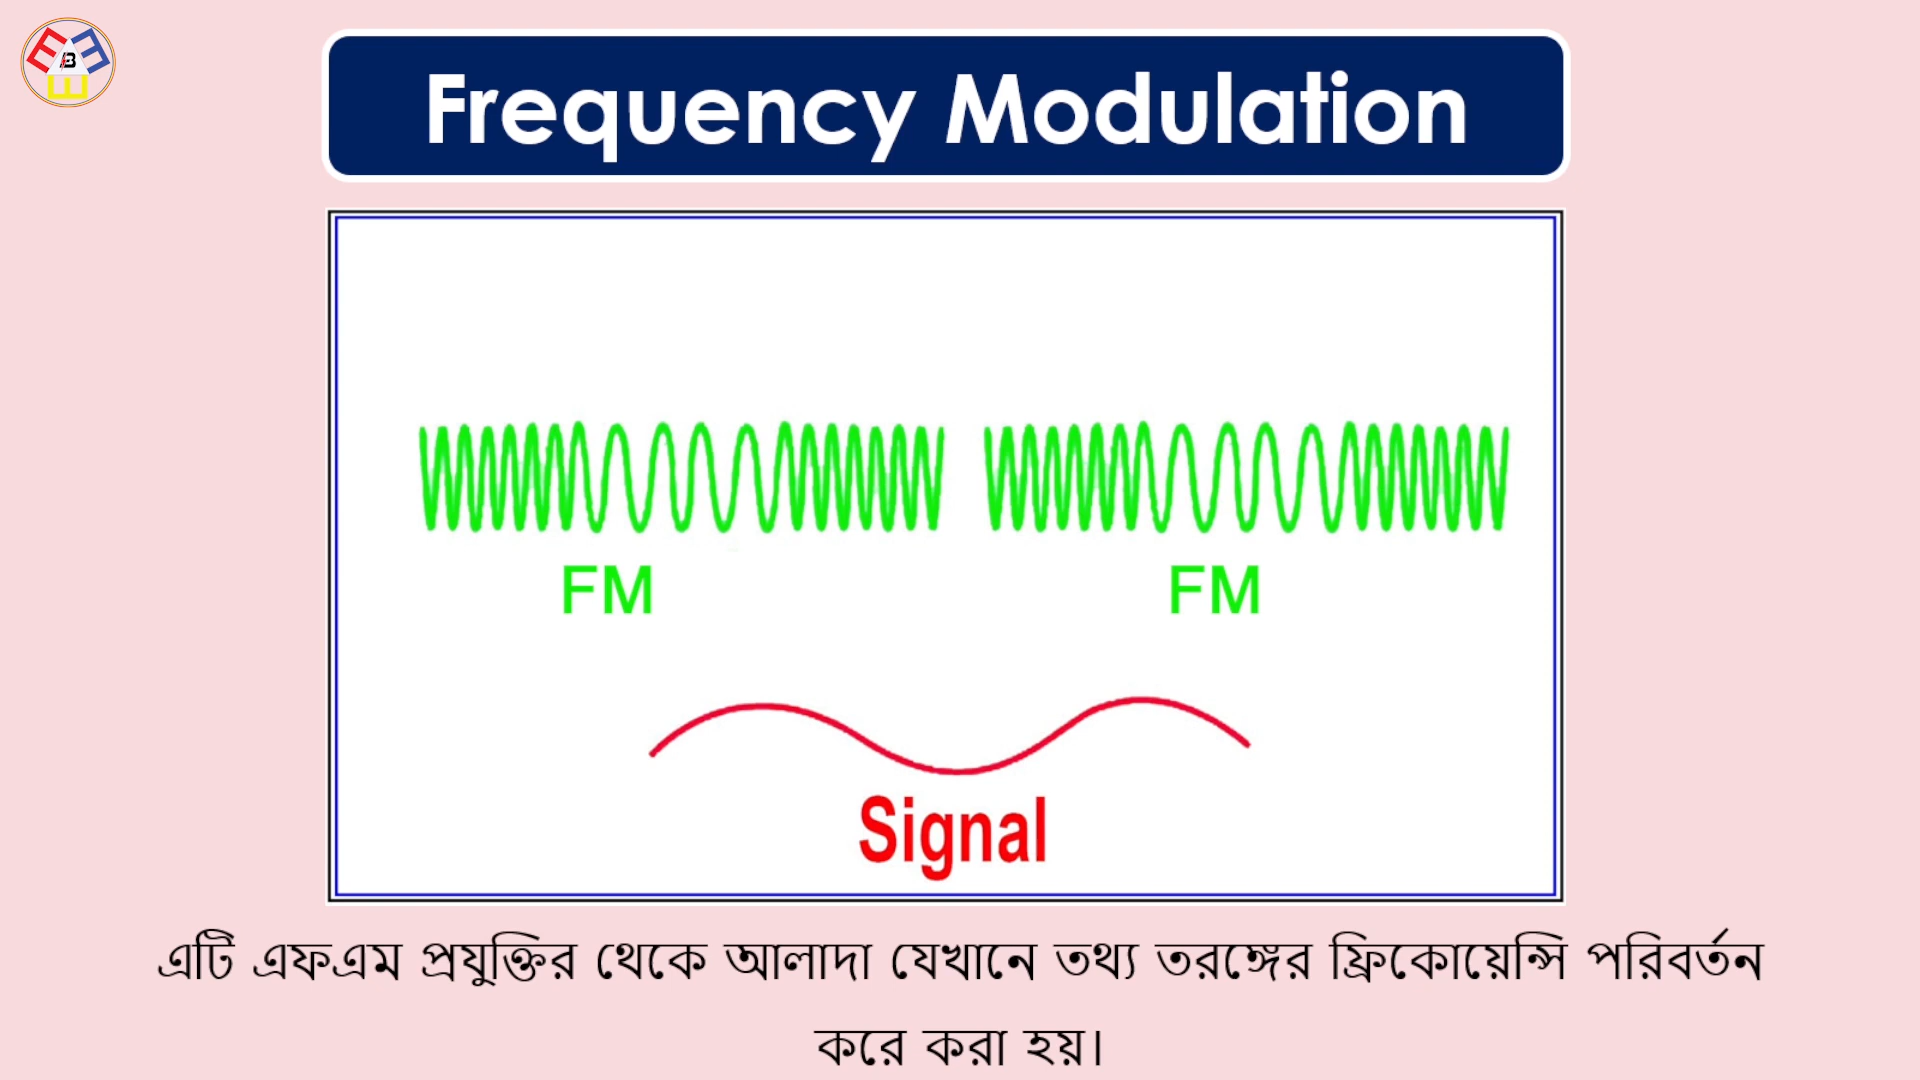 Frequency Modulation
FM FM
Signal
এটি এফএম প্রযুক্তির থেকে আলাদা যেখানে তথ্য তরঙ্গের ফ্রিকোয়েন্সি পরিবর্তন
করে করা হয়।